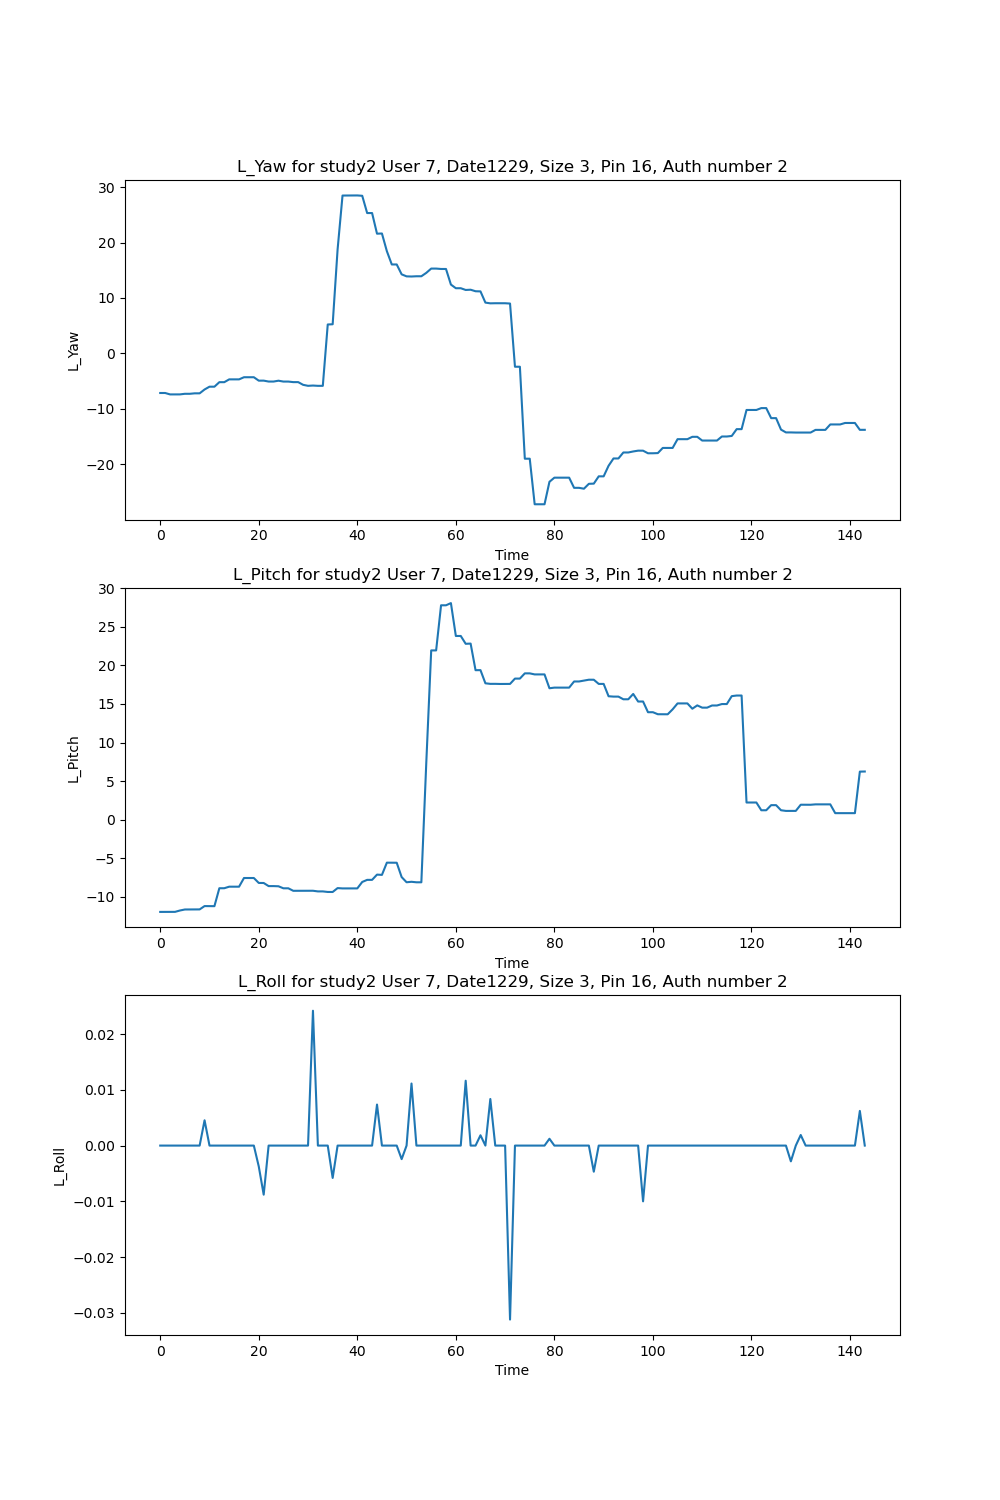 L_Yaw for study2 User 7, Date1229, Size 3, Pin 16, Auth number 2
30
20
10
0
−10
−20
L_Yaw
0 20 40 60 80 100 120 140
Time
L_Pitch for study2 User 7, Date1229, Size 3, Pin 16, Auth number 2
30
25
20
15
10
5
0
−5
−10
L_Pitch
0 20 40 60 80 100 120 140
Time
L_Roll for study2 User 7, Date1229, Size 3, Pin 16, Auth number 2
0.02
0.01
0.00
−0.01
−0.02
−0.03
L_Roll
0 20 40 60 80 100 120 140
Time